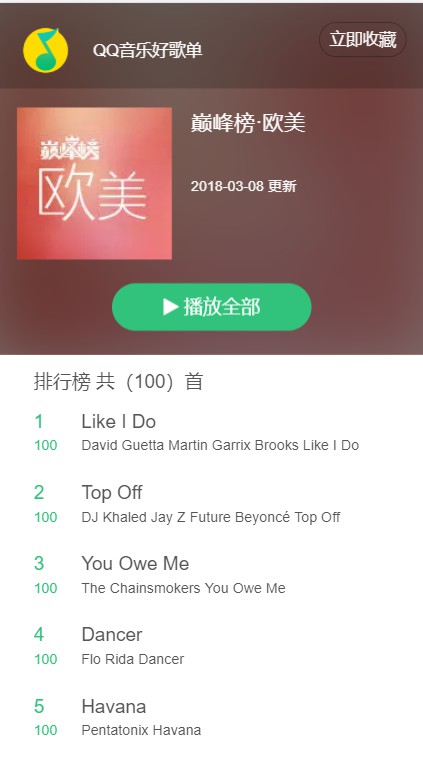 QQ音乐好歌单
立即收藏
巅峰榜·欧美
2018-03-08 更新
巅峰榜
欧美
播放全部
排行榜 共（100）首
1 Like I Do
100 David Guetta Martin Garrix Brooks Like I Do
2 Top Off
100 DJ Khaled Jay Z Future Beyoncé Top Off
3 You Owe Me
100 The Chainsmokers You Owe Me
4 Dancer
100 Flo Rida Dancer
5 Havana
100 Pentatonix Havana